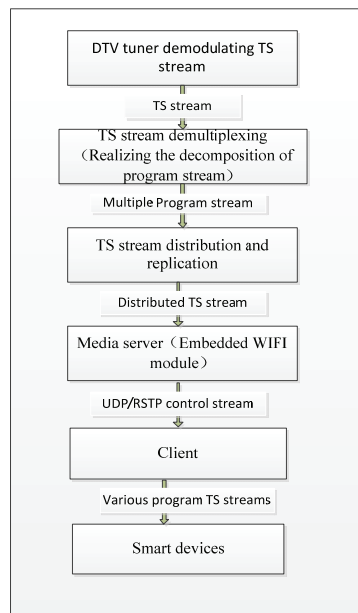 DTV tuner demodulating TS
stream
TS stream
TS stream demultiplexing
（Realizing the decomposition of
program stream）
Multiple Program stream
TS stream distribution and
replication
Distributed TS stream
Media server（Embedded WIFI
module）
UDP/RSTP control stream
Client
Various program TS streams
Smart devices